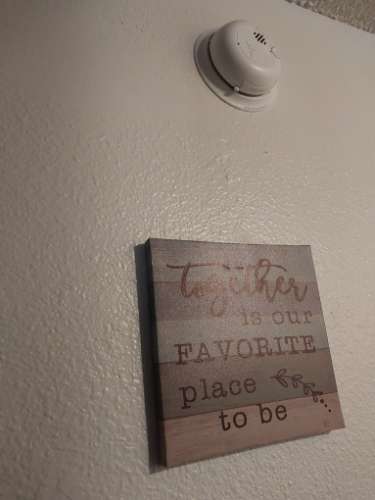 together
is our
FAVORITE
place
to be